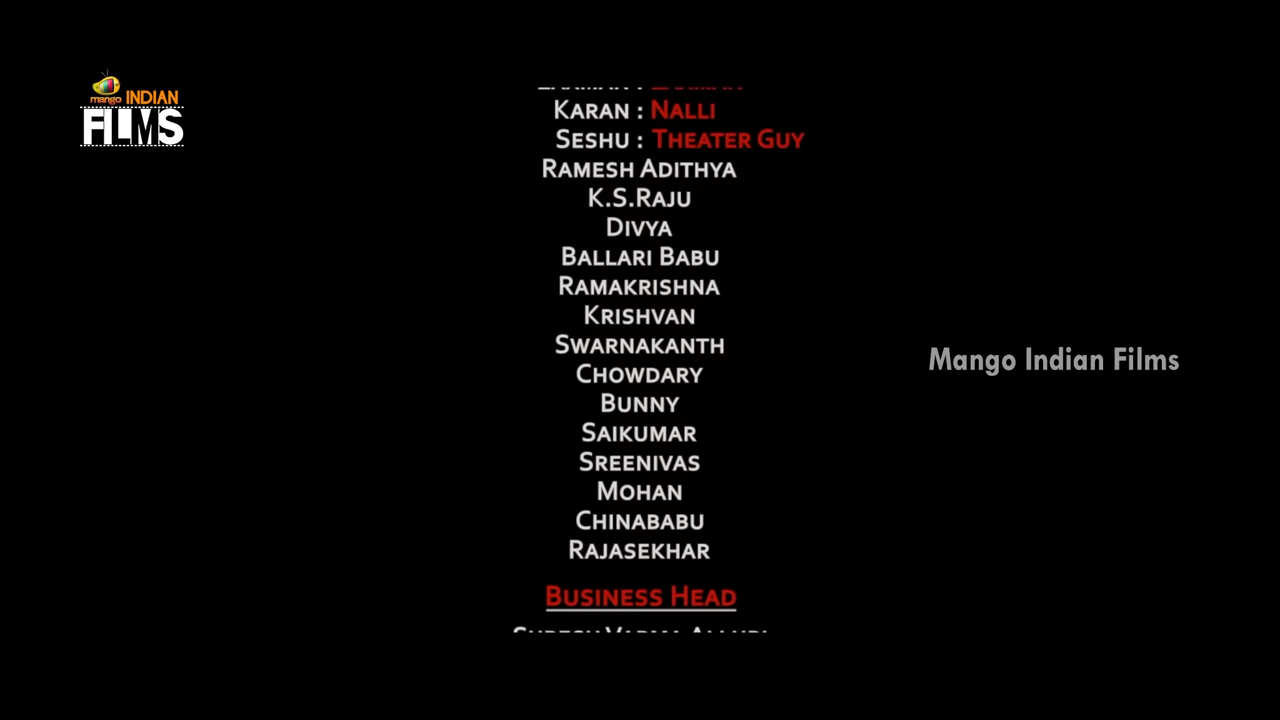 mango INDIAN
FILMS
KARAN : NALLI
SESHU : THEATER GUY
RAMESH ADITHYA
K.S.RAJU
DIVYA
BALLARI BABU
RAMAKRISHNA
KRISHVAN
SWARNAKANTH
CHOWDARY
BUNNY
SAIKUMAR
SREENIVAS
MOHAN
CHINABABU
RAJASEKHAR
BUSINESS HEAD
Mango Indian Films